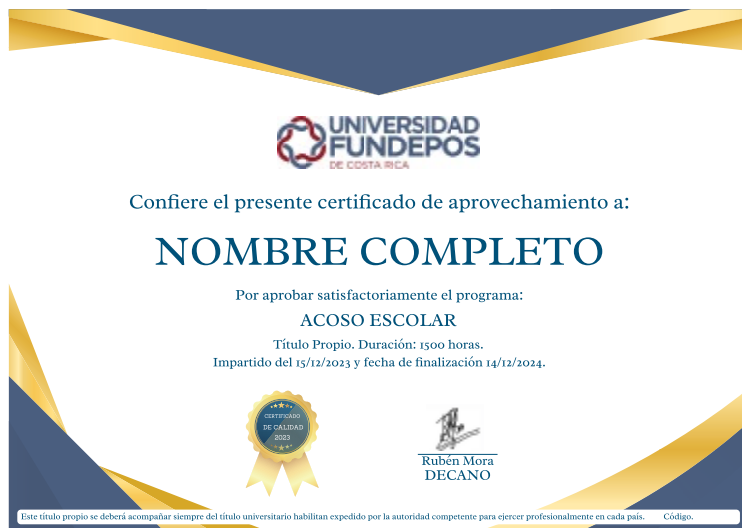 UNIVERSIDAD
FUNDEPOS
DE COSTA RICA
Confiere el presente certificado de aprovechamiento a:
NOMBRE COMPLETO
Por aprobar satisfactoriamente el programa:
ACOSO ESCOLAR
Título Propio. Duración: 1500 horas.
Impartido del 15/12/2023 y fecha de finalización 14/12/2024.
CERTIFICADO
DE CALIDAD
2023
Rubén Mora
DECANO
Este título propio se deberá acompañar siempre del título universitario habilitan expedido por la autoridad competente para ejercer profesionalmente en cada país. Código.